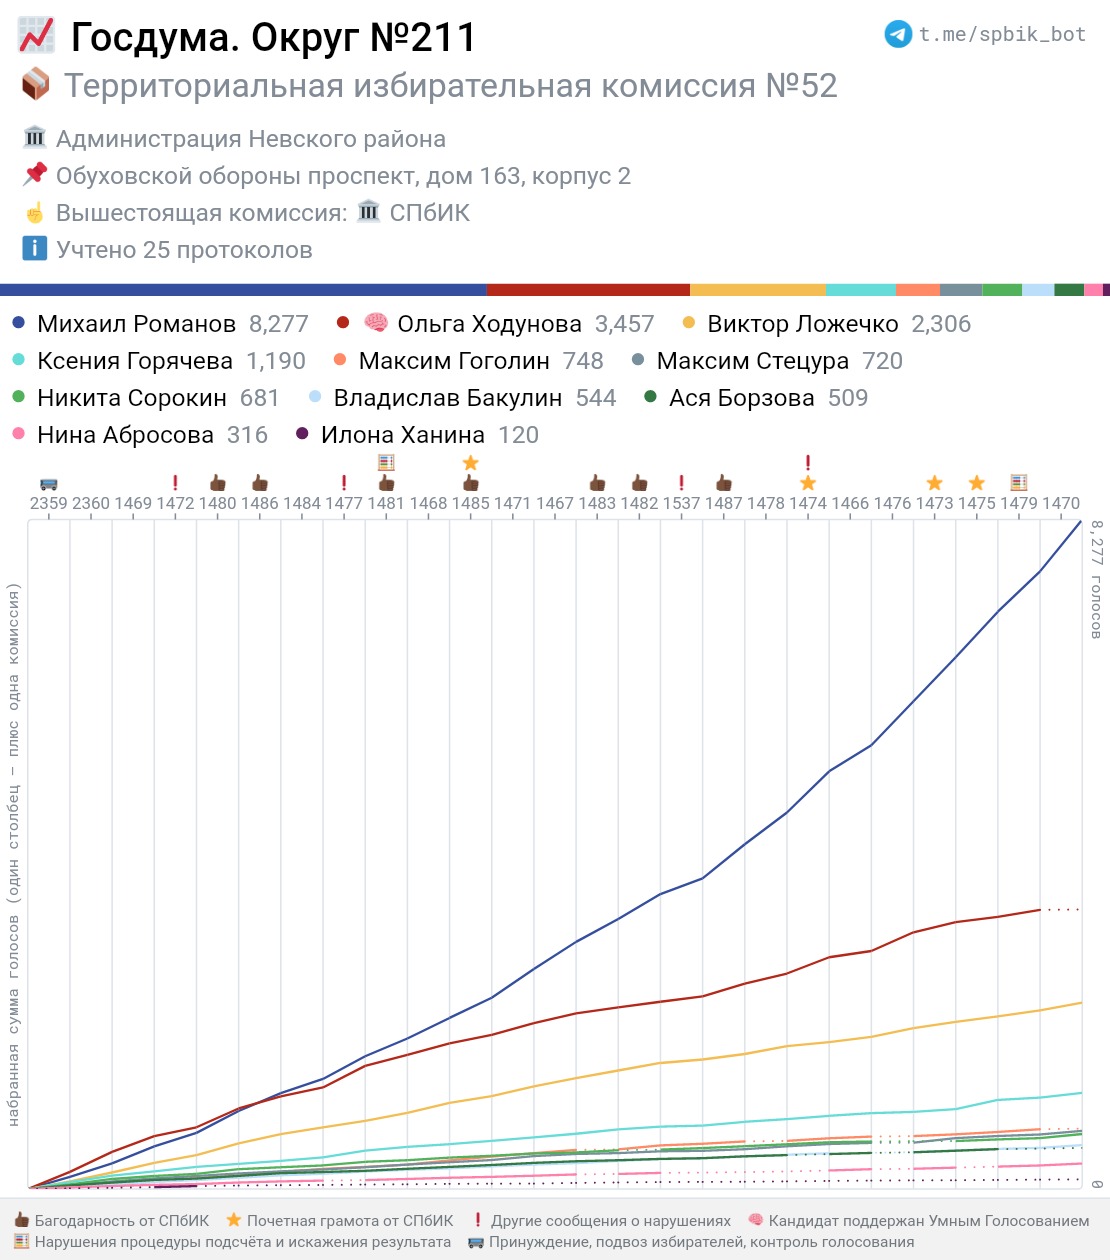 Госдума. Округ №211
t.me/spbik_bot
Территориальная избирательная комиссия №52
Администрация Невского района
Обуховской обороны проспект, дом 163, корпус 2
Вышестоящая комиссия: СПбИК
Учтено 25 протоколов
Михаил Романов 8,277 Ольга Ходунова 3,457 Виктор Ложечко 2,306
Ксения Горячева 1,190 Максим Гоголин 748 Максим Стецура 720
Никита Сорокин 681 Владислав Бакулин 544 Ася Борзова 509
Нина Абросова 316 Илона Ханина 120
2359 2360 1469 1472 1480 1486 1484 1477 1481 1468 1485 1471 1467 1483 1482 1537 1487 1478 1474 1466 1476 1473 1475 1479 1470
набранная сумма голосов (один столбец – плюс одна комиссия)
8,277 голосов
0
Багодарность от СПбИК Почетная грамота от СПбИК Другие сообщения о нарушениях Кандидат поддержан Умным Голосованием
Нарушения процедуры подсчёта и искажения результата Принуждение, подвоз избирателей, контроль голосования